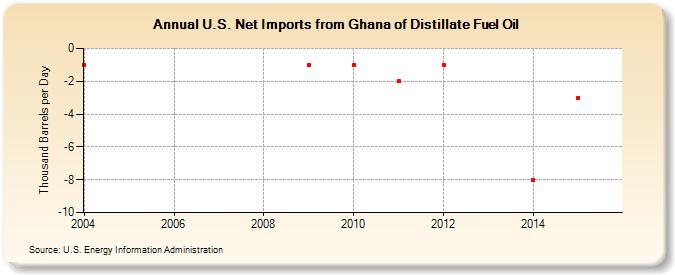 Annual U.S. Net Imports from Ghana of Distillate Fuel Oil
Thousand Barrels per Day
0
-2
-4
-6
-8
-10
2004 2006 2008 2010 2012 2014
Source: U.S. Energy Information Administration